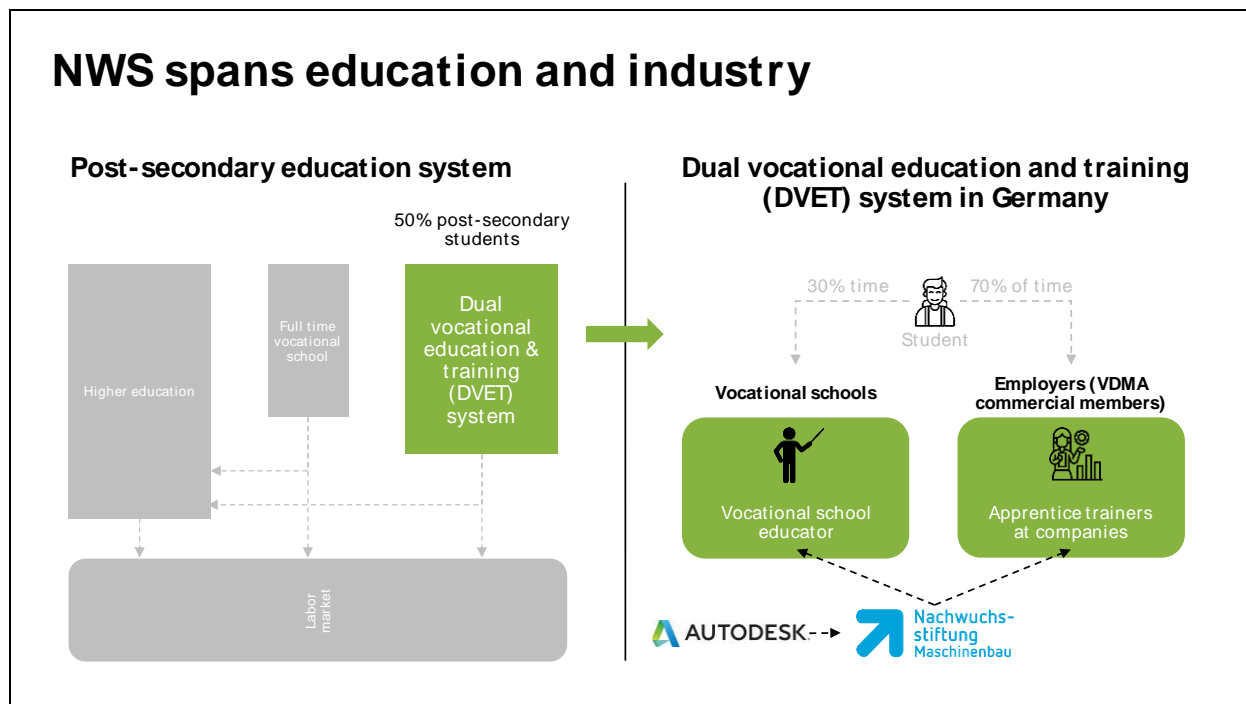 NWS spans education and industry
Post-secondary education system
50% post-secondary
students
Higher education
Full time
vocational
school
Dual
vocational
education &
training
(DVET)
system
Labor
market
Dual vocational education and training
(DVET) system in Germany
30% time
70% of time
Student
Vocational schools
Employers (VDMA
commercial members)
Vocational school
educator
Apprentice trainers
at companies
AUTODESK.
Nachwuchs-
stiftung
Maschinenbau